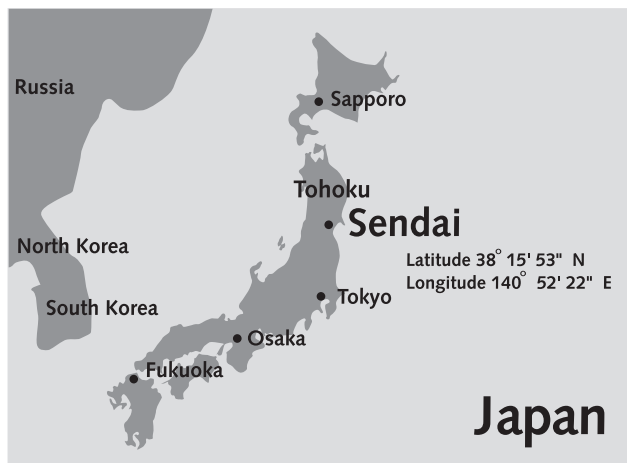 Russia
Sapporo
Tohoku
Sendai
North Korea
Latitude 38° 15' 53" N
Longitude 140° 52' 22" E
South Korea
Tokyo
Osaka
Fukuoka
Japan